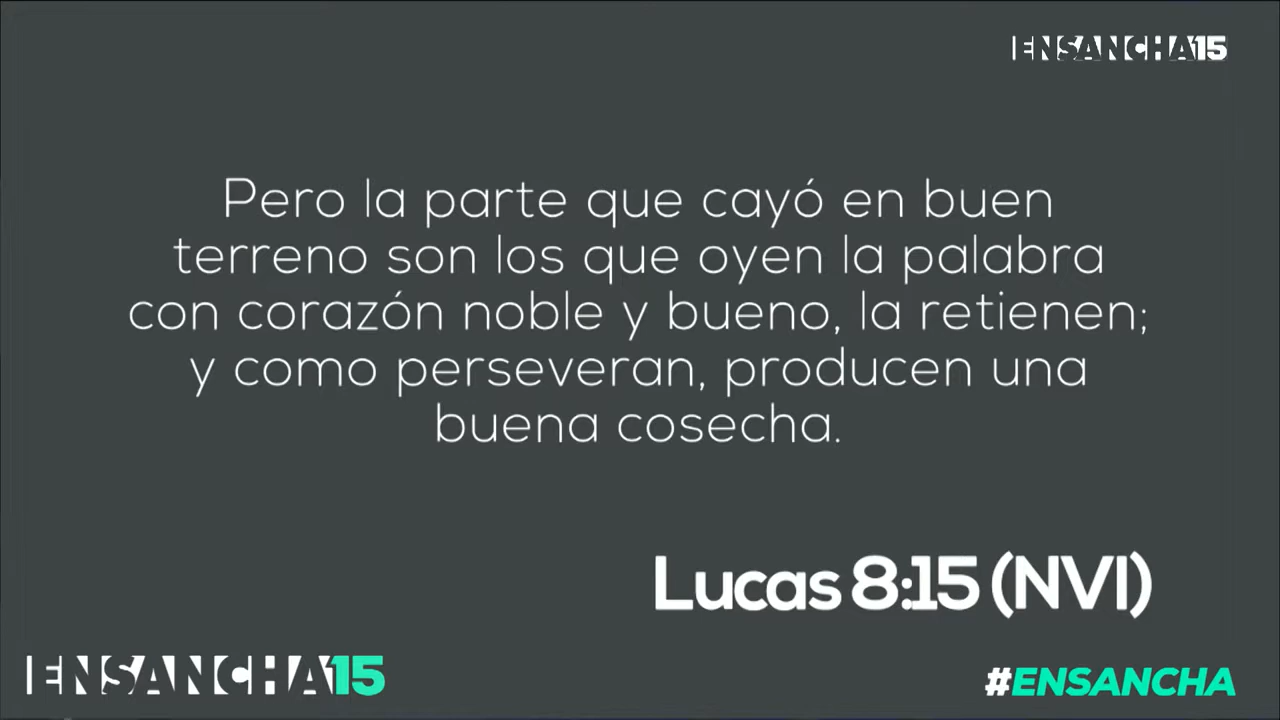 ENSANCHA15
Pero la parte que cayó en buen
terreno son los que oyen la palabra
con corazón noble y bueno, la retienen;
y como perseveran, producen una
buena cosecha.
Lucas 8:15 (NVI)
ENSANCHA15
#ENSANCHA